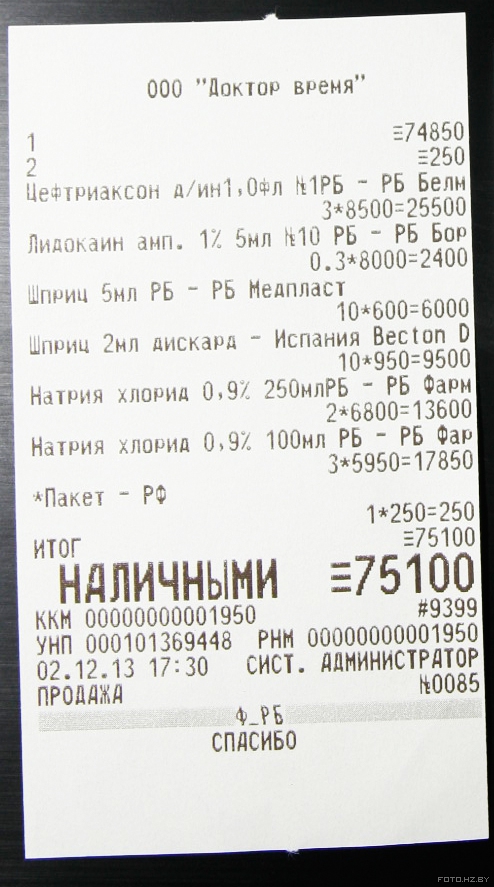 ООО "Доктор время"
1 ≡74850
2 ≡250
Цефтриаксон д/ин1,0фл №1РБ - РБ Белм
3*8500=25500
Лидокаин амп. 1% 5мл №10 РБ - РБ Бор
0.3*8000=2400
Шприц 5мл РБ - РБ Медпласт
10*600=6000
Шприц 2мл дискард - Испания Becton D
10*950=9500
Натрия хлорид 0,9% 250млРБ - РБ Фарм
2*6800=13600
Натрия хлорид 0,9% 100мл РБ - РБ Фар
3*5950=17850
*Пакет - РФ
1*250=250
ИТОГ ≡75100
НАЛИЧНЫМИ ≡75100
ККМ 00000000001950 #9399
УНП 000101369448 РНМ 00000000001950
02.12.13 17:30 СИСТ. АДМИНИСТРАТОР
ПРОДАЖА №0085
Ф_РБ
СПАСИБО
FOTO.HZ.BY